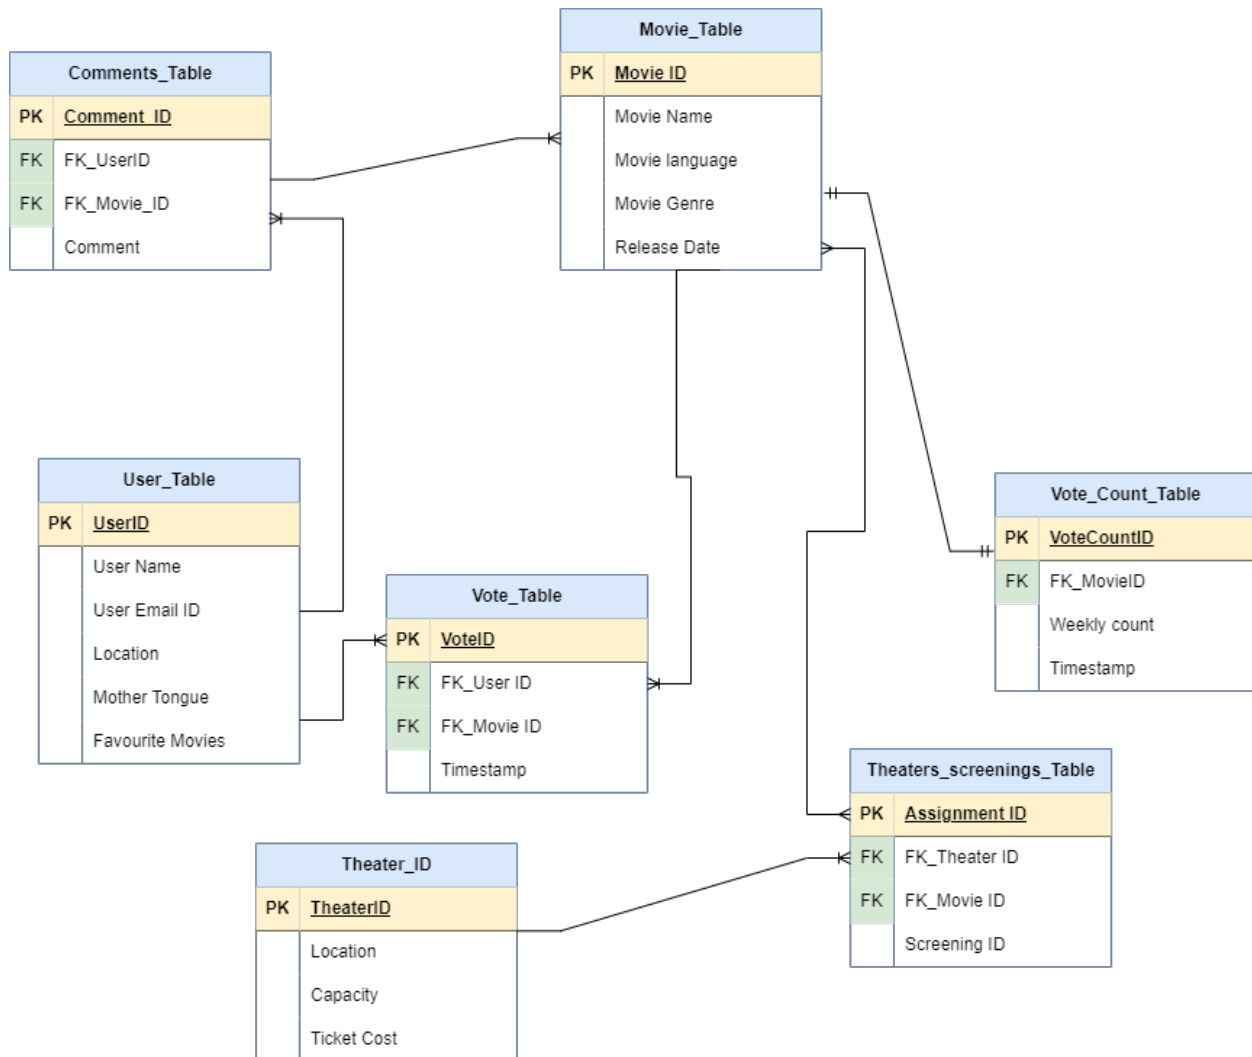 Movie_Table
PK Movie ID
Movie Name
Movie language
Movie Genre
Release Date
Comments_Table
PK Comment_ID
FK FK_UserID
FK FK_Movie_ID
Comment
User_Table
PK UserID
User Name
User Email ID
Location
Mother Tongue
Favourite Movies
Vote_Table
PK VoteID
FK FK_User ID
FK FK_Movie ID
Timestamp
Vote_Count_Table
PK VoteCountID
FK FK_MovieID
Weekly count
Timestamp
Theaters_screenings_Table
PK Assignment ID
FK FK_Theater ID
FK FK_Movie ID
Screening ID
Theater_ID
PK TheaterID
Location
Capacity
Ticket Cost